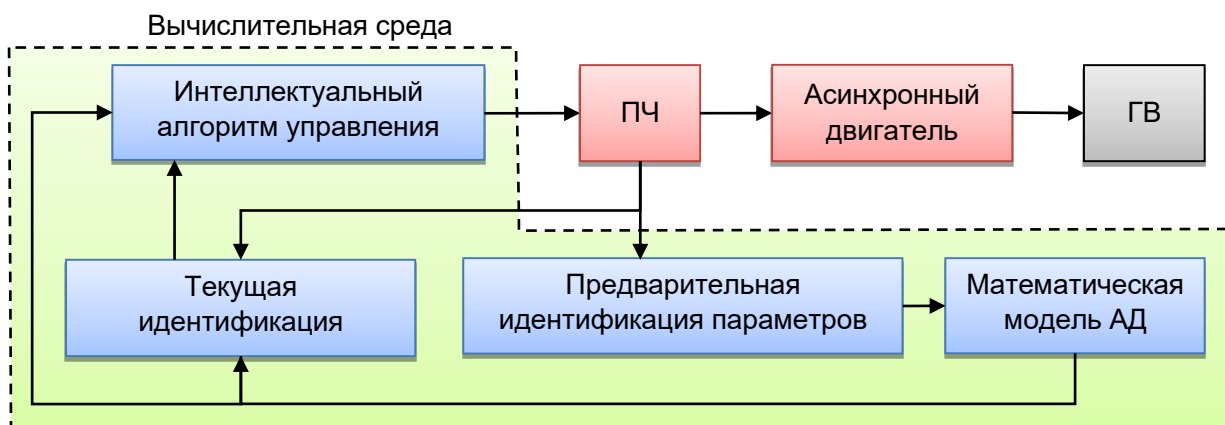 Вычислительная среда
Интеллектуальный
алгоритм управления
ПЧ
Асинхронный
двигатель
ГВ
Текущая
идентификация
Предварительная
идентификация параметров
Математическая
модель АД